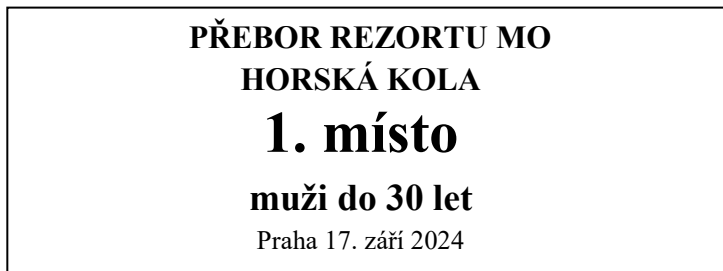 PŘEBOR REZORTU MO
HORSKÁ KOLA
1. místo
muži do 30 let
Praha 17. září 2024